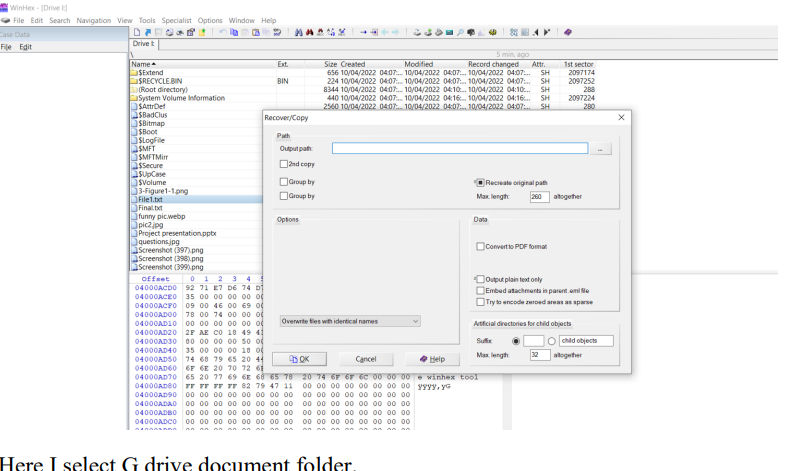 WinHex - [Drive I:]
File Edit Search Navigation View Tools Specialist Options Window Help
Case Data
File Edit
Drive I:
\ 5 min. ago
Name Ext. Size Created Modified Record changed Attr. 1st sector
$Extend 656 10/04/2022 04:07:... 10/04/2022 04:07:... 10/04/2022 04:07:... SH 2097174
$RECYCLE.BIN BIN 224 10/04/2022 04:07:... 10/04/2022 04:07:... 10/04/2022 04:07:... SH 2097252
(Root directory) 8344 10/04/2022 04:07:... 10/04/2022 04:10:... 10/04/2022 04:10:... SH 288
System Volume Information 440 10/04/2022 04:07:... 10/04/2022 04:16:... 10/04/2022 04:16:... SH 2097224
$AttrDef 2560 10/04/2022 04:07:... 10/04/2022 04:07:... 10/04/2022 04:07:... SH 280
$BadClus
$Bitmap
$Boot
$LogFile
$MFT
$MFTMirr
$Secure
$UpCase
$Volume
3-Figure1-1.png
File1.txt
Final.txt
funny pic.webp
pic2.jpg
Project presentation.pptx
questions.jpg
Screenshot (397).png
Screenshot (398).png
Screenshot (399).png
Recover/Copy
Path
Output path: ...
2nd copy
Group by
Recreate original path
Group by
Max. length: 260 altogether
Options
Data
Convert to PDF format
Output plain text only
Embed attachments in parent .eml file
Try to encode zeroed areas as sparse
Overwrite files with identical names
Artificial directories for child objects
Suffix: child objects
Max. length: 32 altogether
OK Cancel Help
Offset 0 1 2 3 4
04000ACD0 92 71 E7 D6 74
04000ACE0 35 00 00 00 00 00
04000ACF0 09 00 46 00 69 00
04000AD00 78 00 74 00 00 00
04000AD10 00 00 00 00 00 00
04000AD20 2F AE C0 18 49
04000AD30 80 00 00 00 50 00
04000AD40 35 00 00 00 18 00
04000AD50 74 68 79 65 20
04000AD60 6F 6E 20 70 72
04000AD70 65 20 77 69 6E 68 65 78 20 74 6F 6F 6C 00 00 00 e winhex tool
04000AD80 FF FF FF FF 82 79 47 11 00 00 00 00 00 00 00 00 ÿÿÿÿ‚yG
04000AD90 00 00 00 00 00 00 00 00 00 00 00 00 00 00 00 00
04000ADA0 00 00 00 00 00 00 00 00 00 00 00 00 00 00 00 00
04000ADB0 00 00 00 00 00 00 00 00 00 00 00 00 00 00 00 00
04000ADC0 00 00 00 00 00 00 00 00 00 00 00 00 00 00 00 00
Here I select G drive document folder.